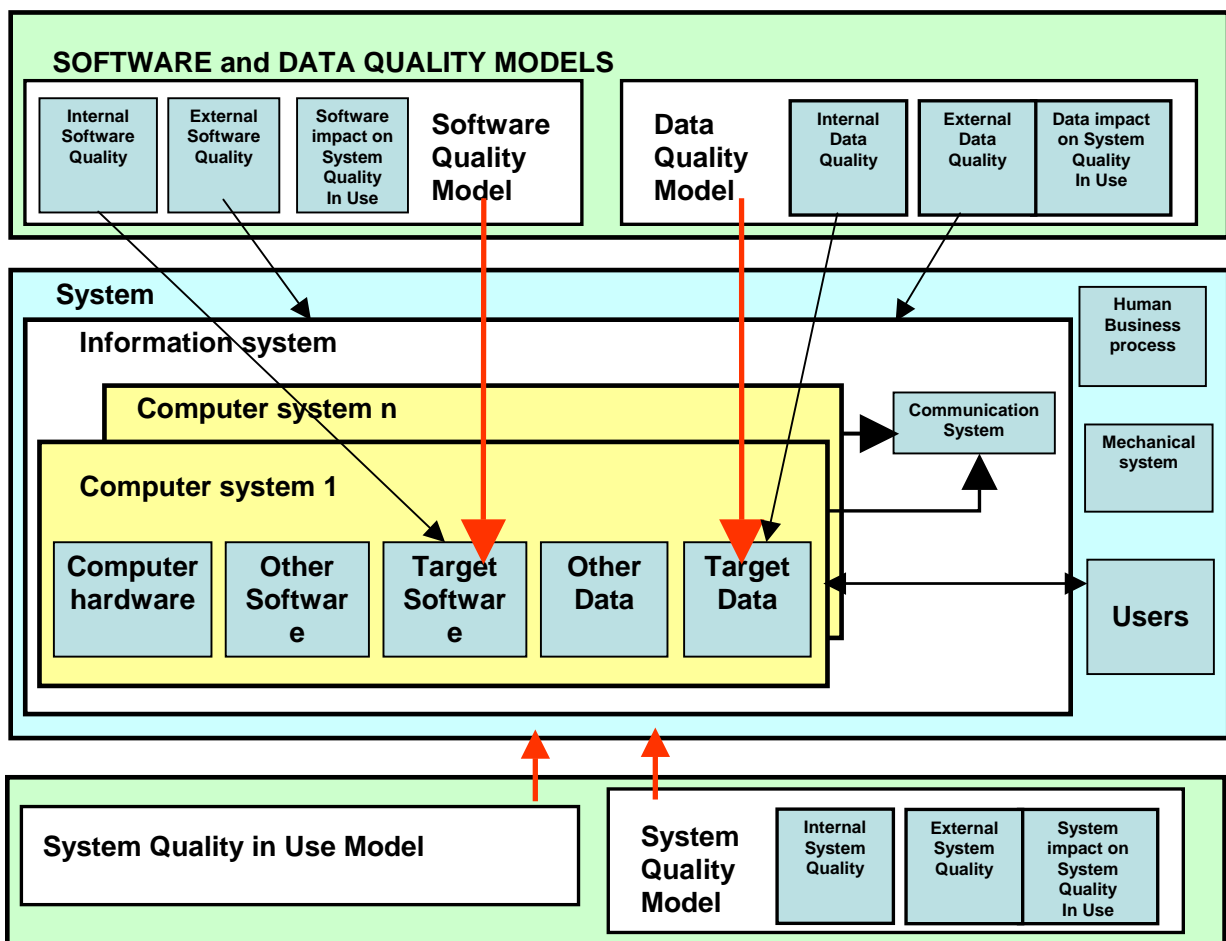 SOFTWARE and DATA QUALITY MODELS
Internal
Software
Quality
External
Software
Quality
Software
impact on
System
Quality
In Use
Software
Quality
Model
Data
Quality
Model
Internal
Data
Quality
External
Data
Quality
Data impact
on System
Quality
In Use
System
Information system
Computer system n
Computer system 1
Computer
hardware
Other
Softwar
e
Target
Softwar
e
Other
Data
Target
Data
Communication
System
Human
Business
process
Mechanical
system
Users
System Quality in Use Model
System
Quality
Model
Internal
System
Quality
External
System
Quality
System
impact on
System
Quality
In Use